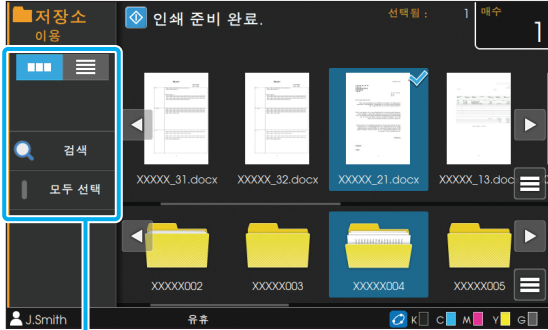 저장소
이용
인쇄 준비 완료.
선택됨 : 1
매수
1
검색
모두 선택
XXXXX_31.docx
XXXXX_32.docx
XXXXX_21.docx
XXXXX_13.doc
XXXXX002
XXXXX003
XXXXX004
XXXXX005
J.Smith
유휴
K C M Y G